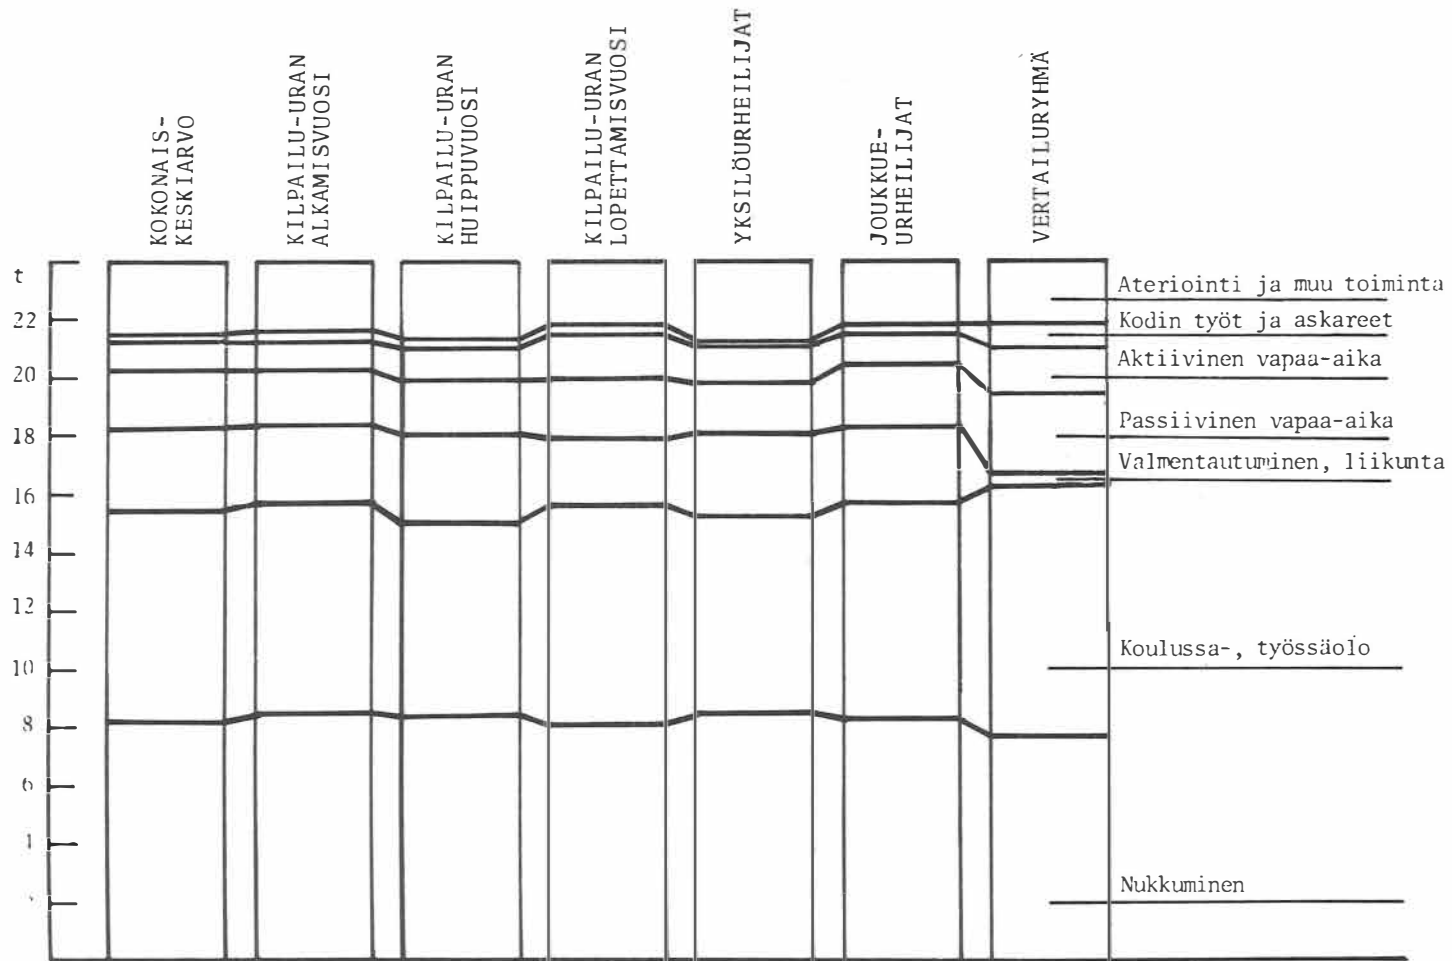 KOKONAIS-
KESKIARVO
KILPAILU-URAN
ALKAMISVUOSI
KILPAILU-URAN
HUIPPUVUOSI
KILPAILU-URAN
LOPETTAMISVUOSI
YKSILÖURHEILIJAT
JOUKKUE-
URHEILIJAT
VERTAILURYHMÄ
t
22
20
18
16
14
12
10
8
6
Ateriointi ja muu toiminta
Kodin työt ja askareet
Aktiivinen vapaa-aika
Passiivinen vapaa-aika
Valmentautuminen, liikunta
Koulussa-, työssäolo
Nukkuminen